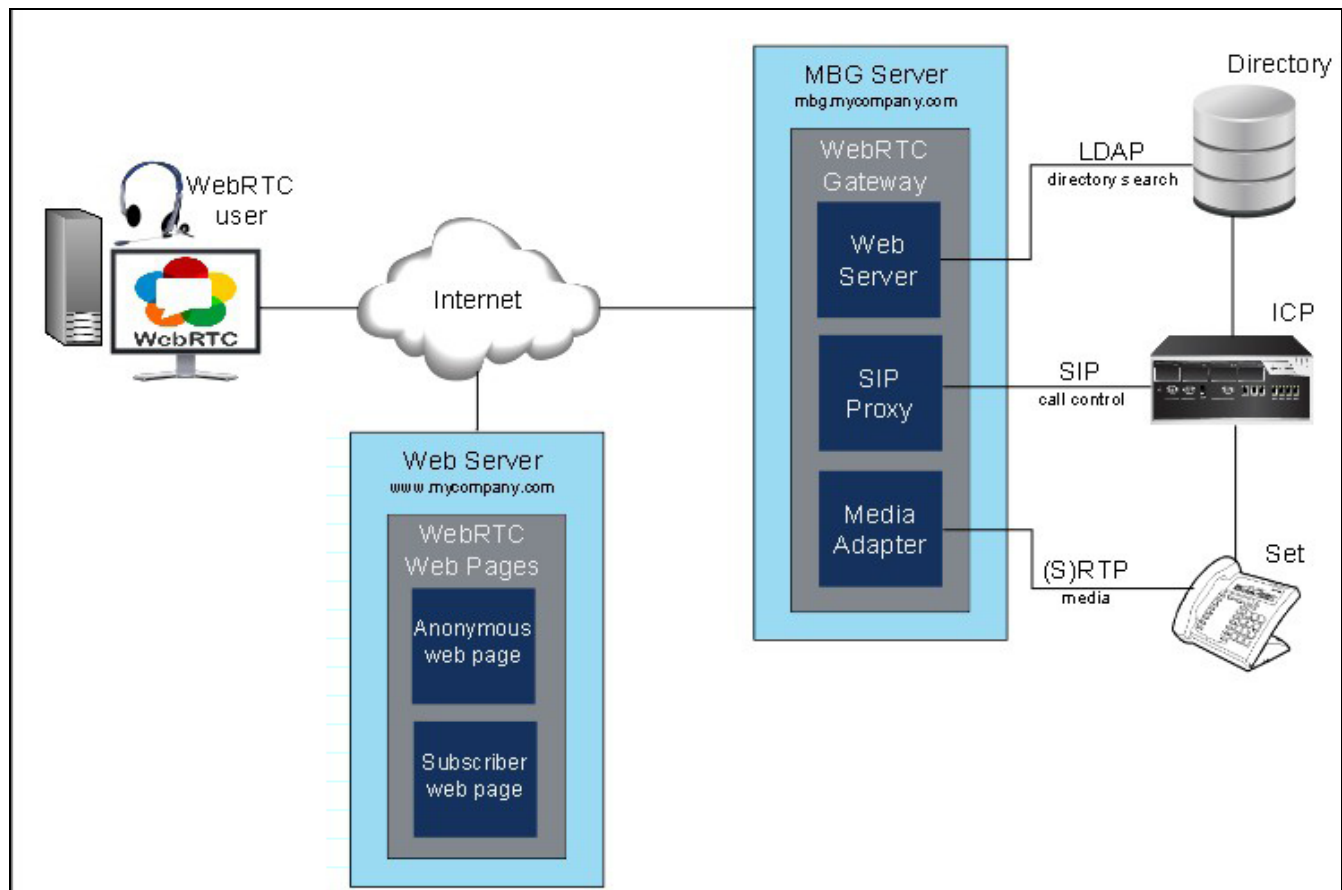 WebRTC
user
WebRTC
Internet
Web Server
www.mycompany.com
WebRTC
Web Pages
Anonymous
web page
Subscriber
web page
MBG Server
mbg.mycompany.com
WebRTC
Gateway
Web
Server
SIP
Proxy
Media
Adapter
LDAP
directory search
SIP
call control
(S)RTP
media
Directory
ICP
Set